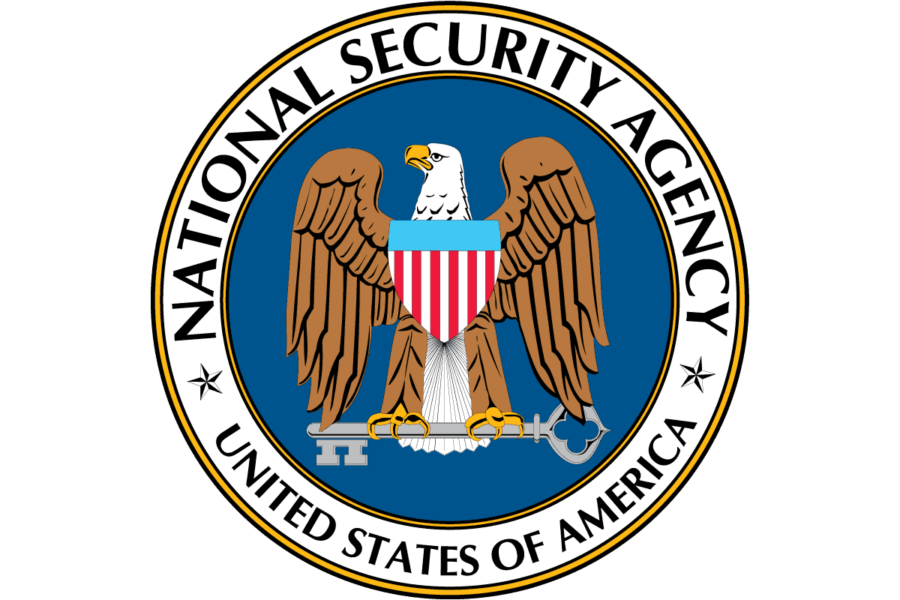 NATIONAL SECURITY AGENCY
UNITED STATES OF AMERICA